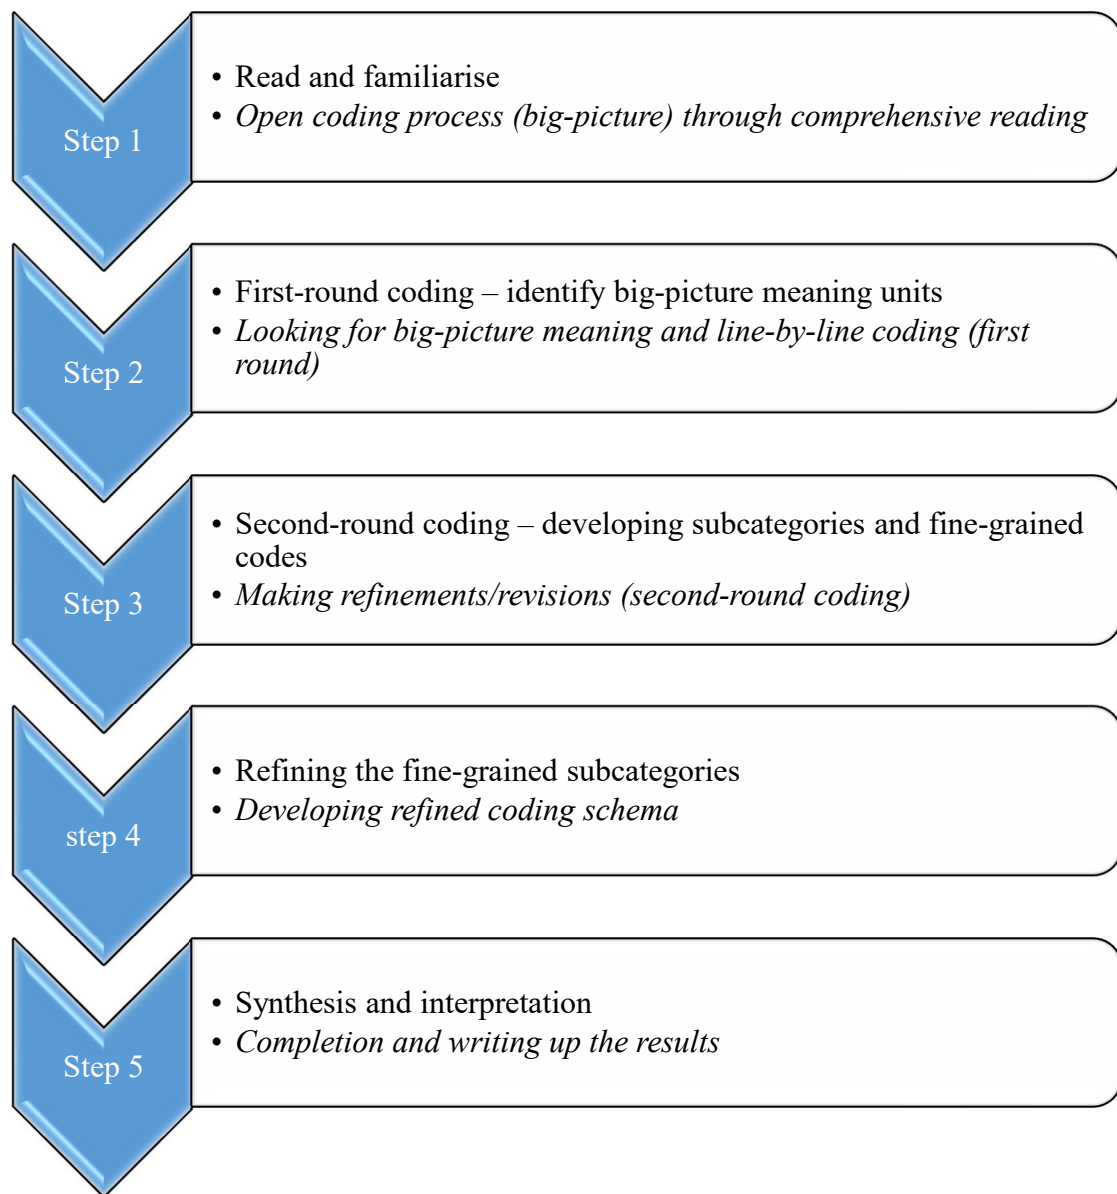 Step 1
• Read and familiarise
• Open coding process (big-picture) through comprehensive reading
Step 2
• First-round coding – identify big-picture meaning units
• Looking for big-picture meaning and line-by-line coding (first
round)
Step 3
• Second-round coding – developing subcategories and fine-grained
codes
• Making refinements/revisions (second-round coding)
step 4
• Refining the fine-grained subcategories
• Developing refined coding schema
Step 5
• Synthesis and interpretation
• Completion and writing up the results